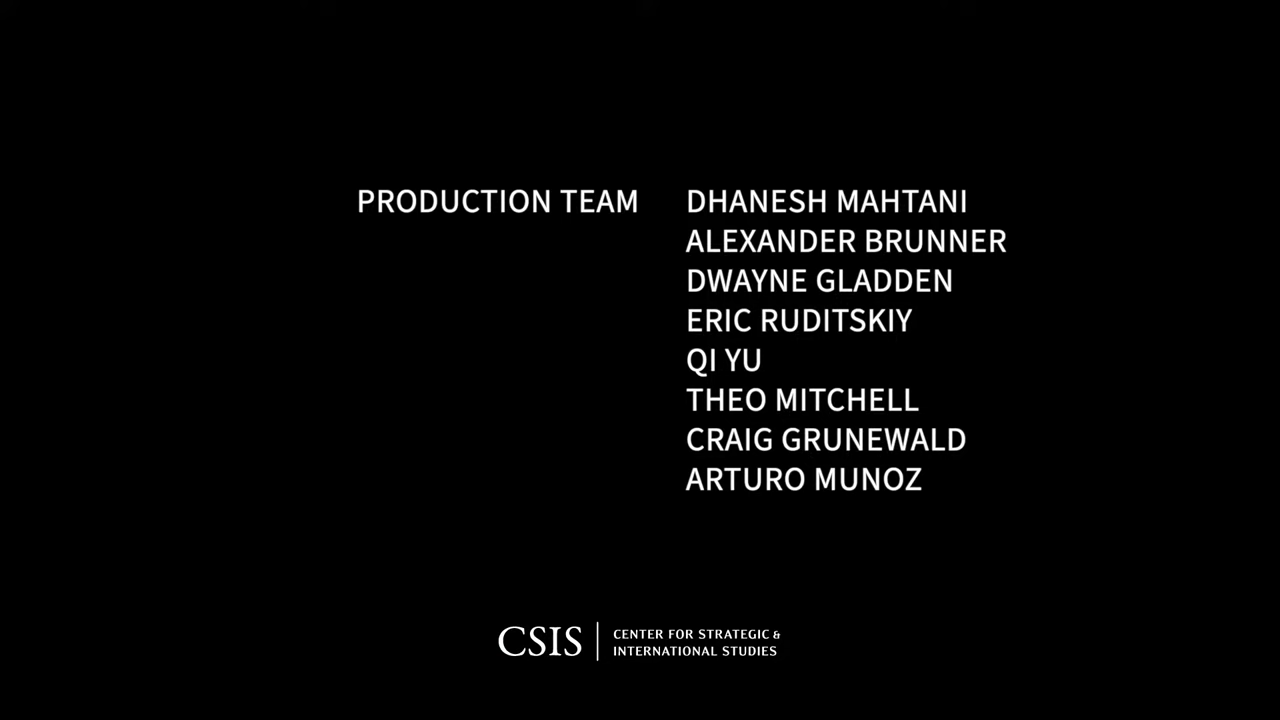 PRODUCTION TEAM DHANESH MAHTANI
ALEXANDER BRUNNER
DWAYNE GLADDEN
ERIC RUDITSKIY
QI YU
THEO MITCHELL
CRAIG GRUNEWALD
ARTURO MUNOZ
CSIS
CENTER FOR STRATEGIC &
INTERNATIONAL STUDIES